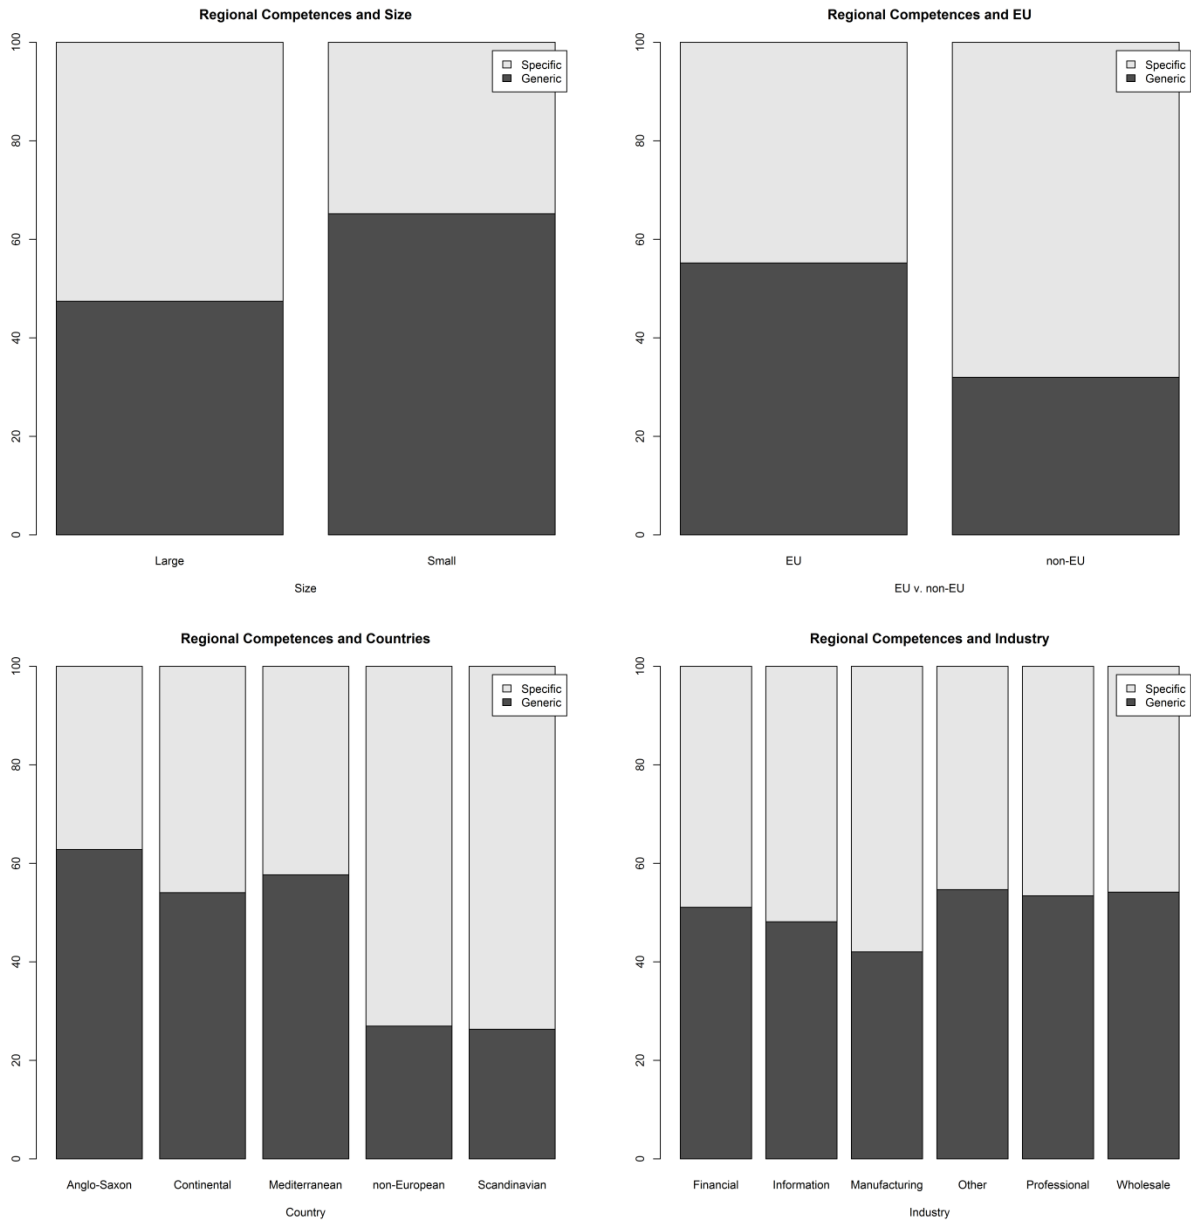 Regional Competences and Size
100
80
60
40
20
0
Specific
Generic
Large
Small
Size
Regional Competences and EU
100
80
60
40
20
0
Specific
Generic
EU
non-EU
EU v. non-EU
Regional Competences and Countries
100
80
60
40
20
0
Specific
Generic
Anglo-Saxon
Continental
Mediterranean
non-European
Scandinavian
Country
Regional Competences and Industry
100
80
60
40
20
0
Specific
Generic
Financial
Information
Manufacturing
Other
Professional
Wholesale
Industry